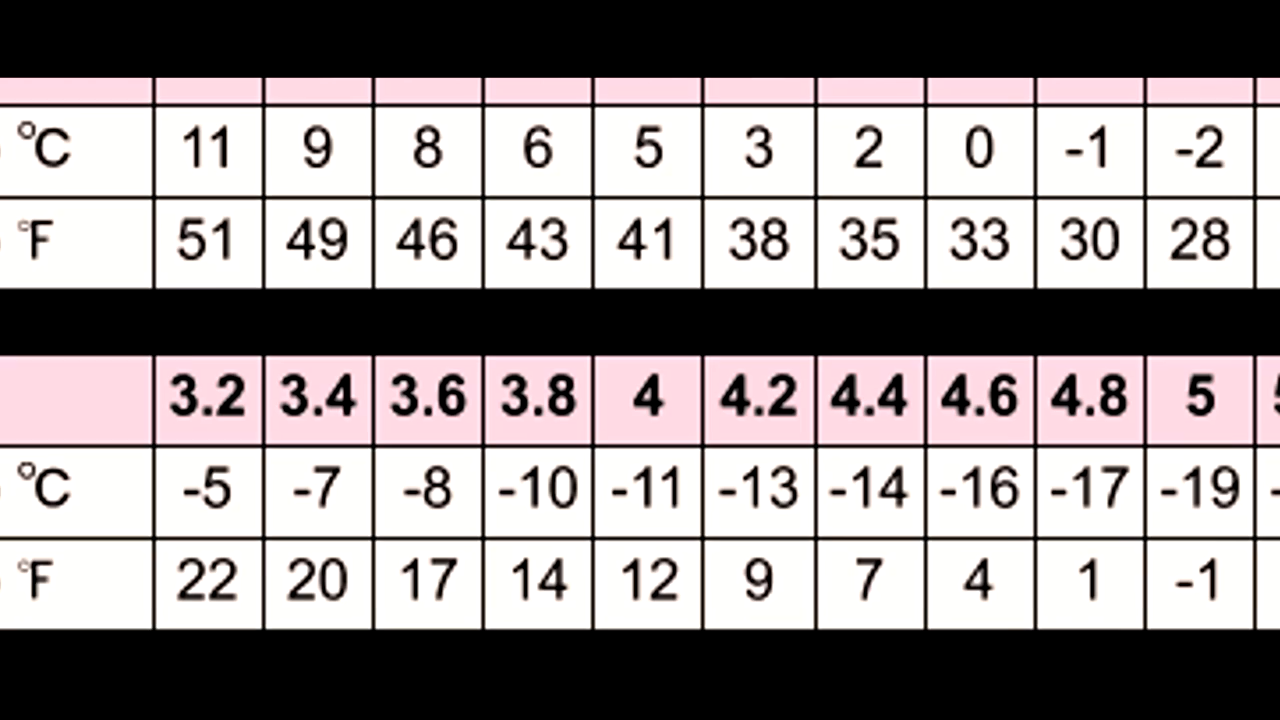 °C 11 9 8 6 5 3 2 0 -1 -2
°F 51 49 46 43 41 38 35 33 30 28
3.2 3.4 3.6 3.8 4 4.2 4.4 4.6 4.8 5
°C -5 -7 -8 -10 -11 -13 -14 -16 -17 -19
°F 22 20 17 14 12 9 7 4 1 -1